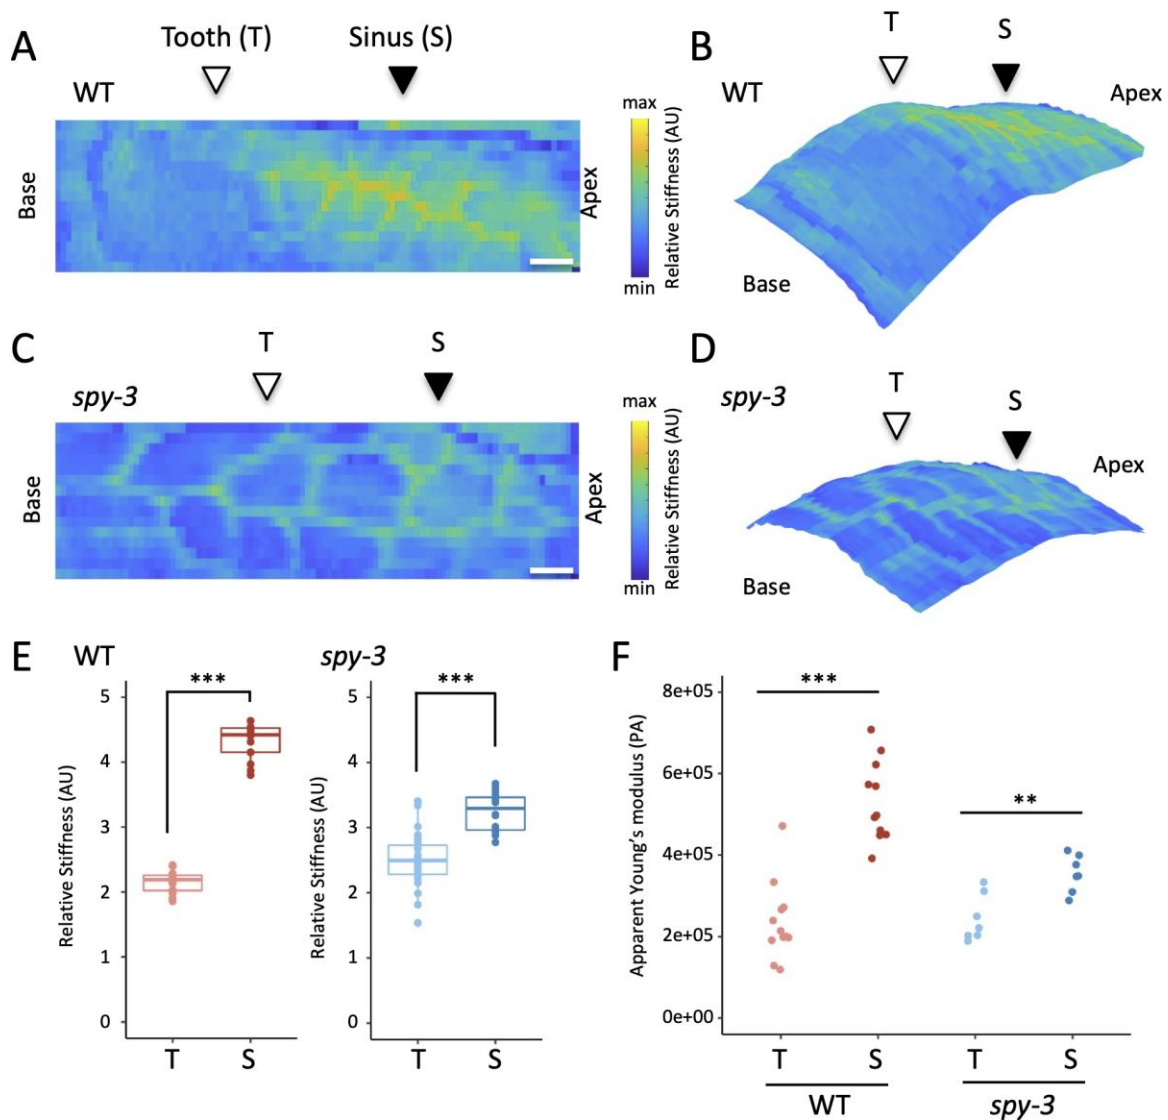 A
Tooth (T)
Sinus (S)
WT
Base
Apex
max
Relative Stiffness (AU)
min
B
T
S
WT
Apex
Base
C
T
S
spy-3
Base
Apex
max
Relative Stiffness (AU)
min
D
T
S
spy-3
Apex
Base
E
WT
***
Relative Stiffness (AU)
5
4
3
2
1
0
T
S
spy-3
***
Relative Stiffness (AU)
5
4
3
2
1
0
T
S
F
Apparent Young's modulus (PA)
8e+05
6e+05
4e+05
2e+05
0e+00
***
**
T
S
T
S
WT
spy-3